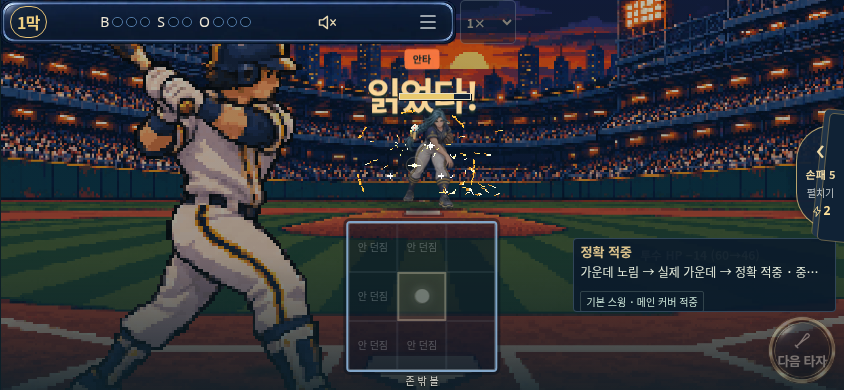 1막
B S O
1×
안타
읽었다!
손패 5
펼치기
2
안 던짐 안 던짐
안 던짐
안 던짐 안 던짐
존 밖 볼
정확 적중
가운데 노림 → 실제 가운데 → 정확 적중 · 중…
기본 스윙 · 메인 커버 적중
다음 타자